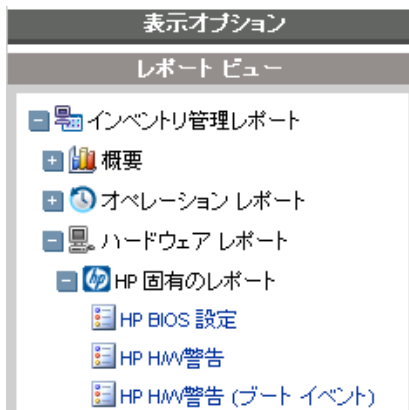 表示オプション
レポート ビュー
インベントリ管理レポート
概要
オペレーション レポート
ハードウェア レポート
hp HP 固有のレポート
HP BIOS 設定
HP H/W警告
HP H/W警告 (ブート イベント)